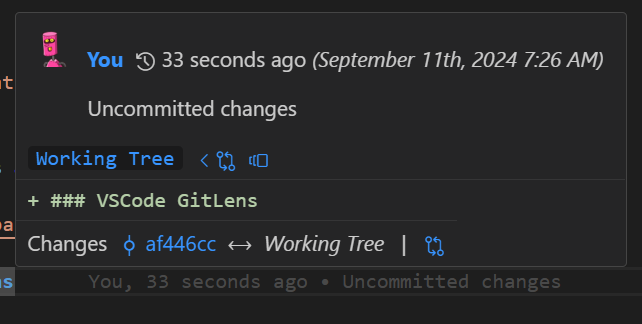 You 33 seconds ago (September 11th, 2024 7:26 AM)
Uncommitted changes
Working Tree
+ ### VSCode GitLens
Changes af446cc ↔ Working Tree |
You, 33 seconds ago • Uncommitted changes